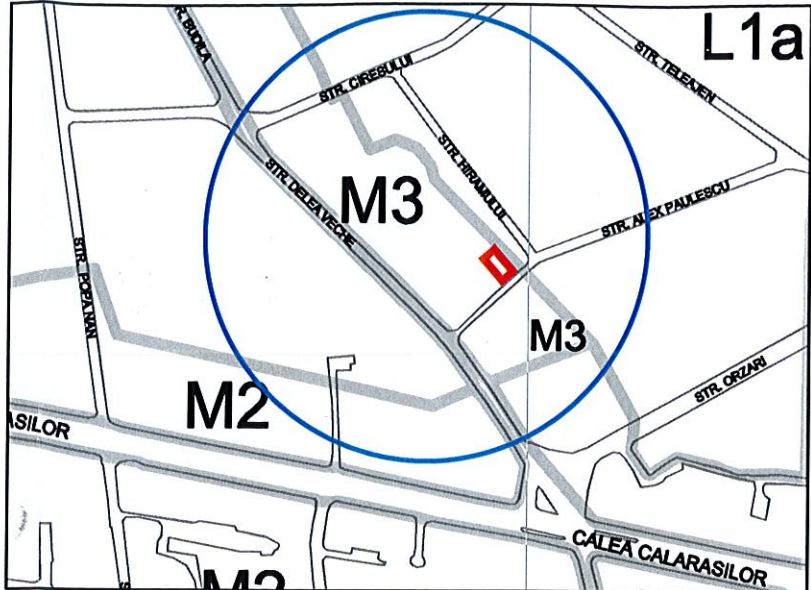 R. BUDILA
L1a
STR. CIRESULUI
STR. TELEAJEN
STR. HIRAMULUI
STR. DELEA VECHE
M3
STR. ALEX PAULESCU
STR. POPA NAN
M3
STR. ORZARI
M2
ASILOR
CALEA CALARASILOR
M2